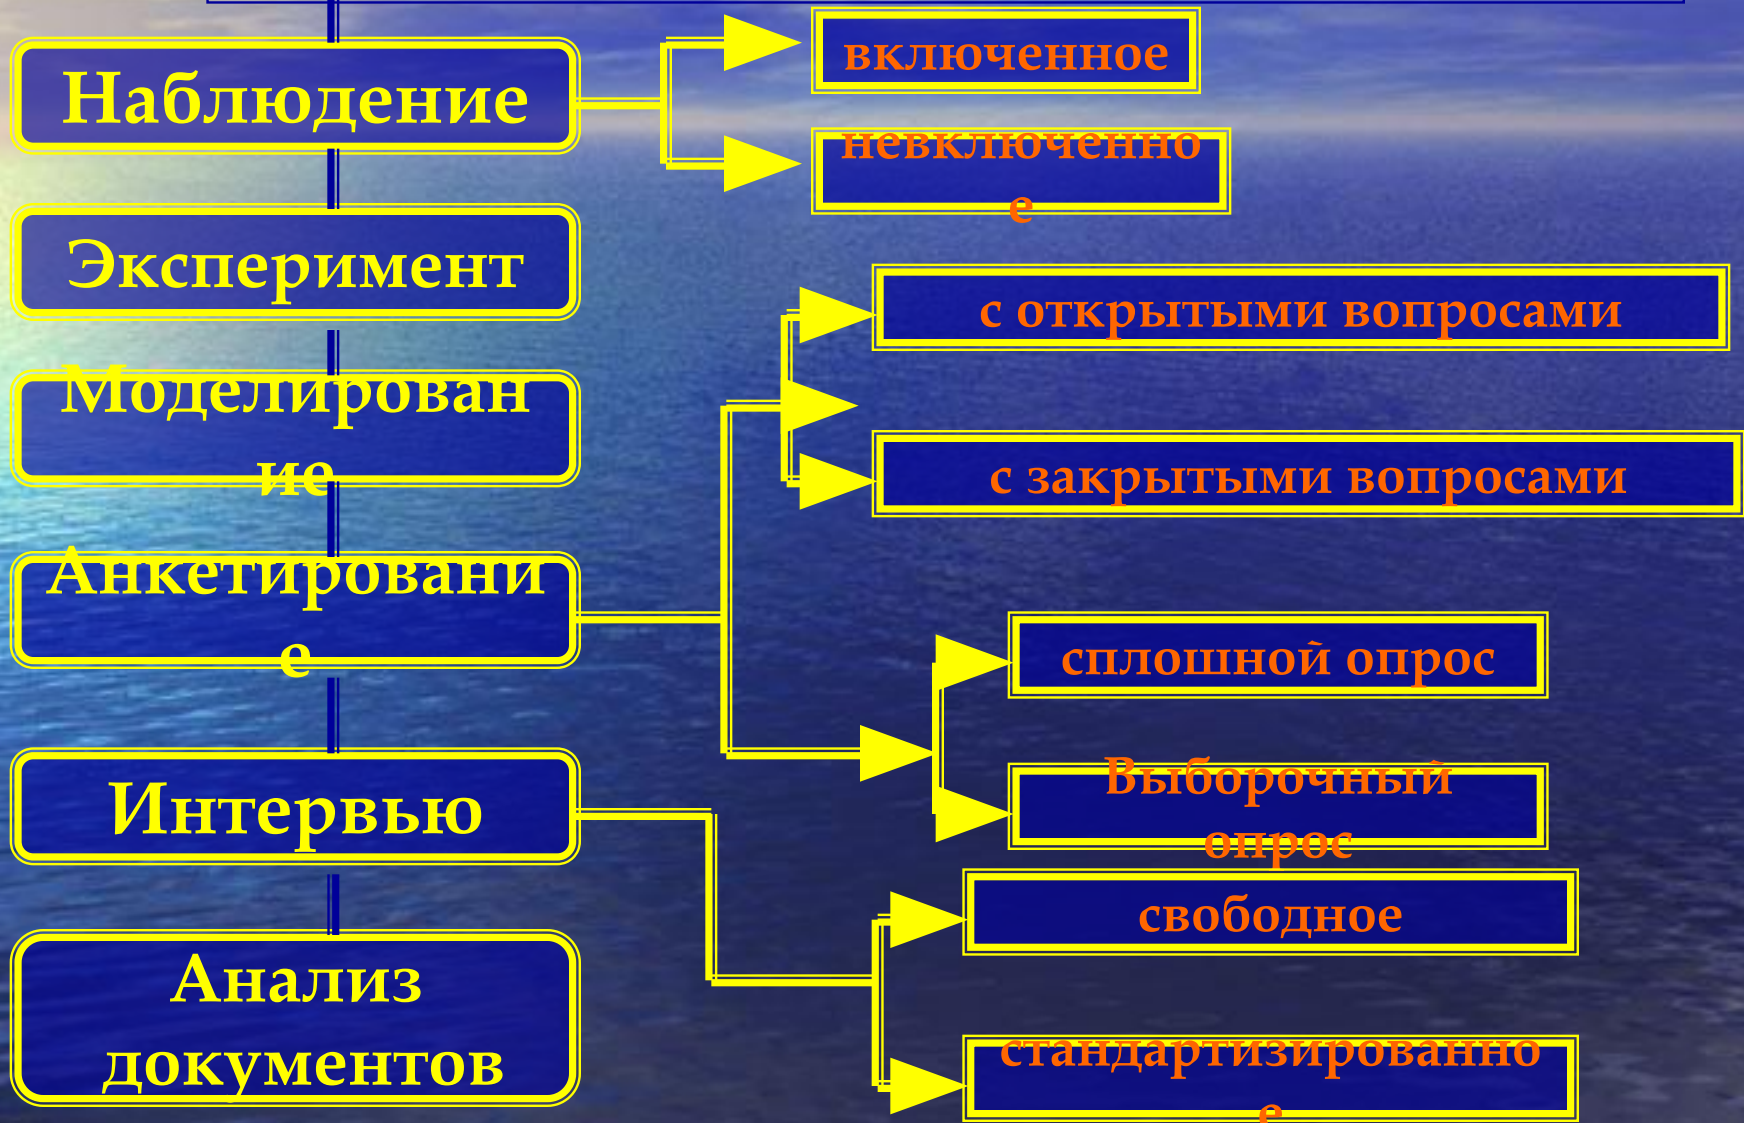 Наблюдение
включенное
невключенно
е
Эксперимент
с открытыми вопросами
Моделирован
ие
с закрытыми вопросами
Анкетировани
е
сплошной опрос
Выборочный
опрос
Интервью
свободное
Анализ
документов
стандартизированно
е